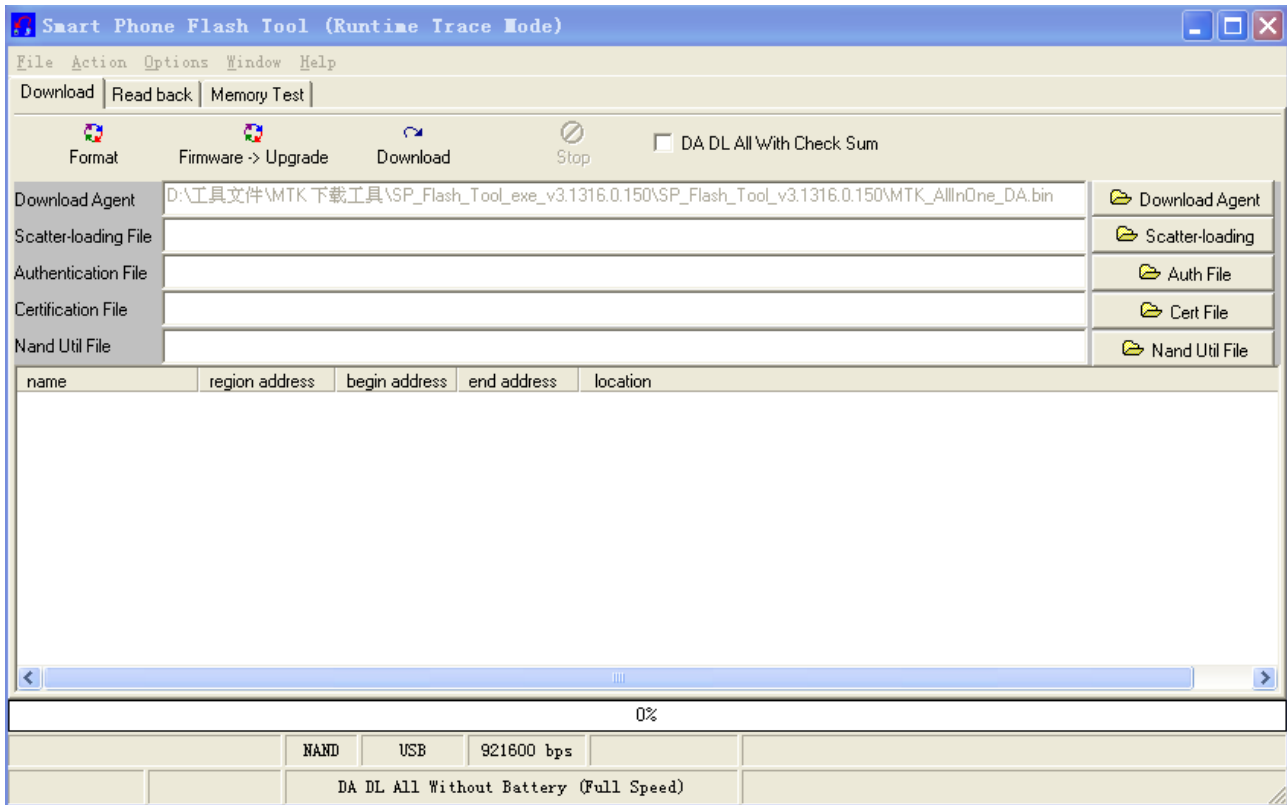 Smart Phone Flash Tool (Runtime Trace Mode)
File Action Options Window Help
Download Read back Memory Test
Format Firmware -> Upgrade Download Stop DA DL All With Check Sum
Download Agent D:\工具文件\MTK 下载工具\SP_Flash_Tool_exe_v3.1316.0.150\SP_Flash_Tool_v3.1316.0.150\MTK_AllInOne_DA.bin Download Agent
Scatter-loading File Scatter-loading
Authentication File Auth File
Certification File Cert File
Nand Util File Nand Util File
name region address begin address end address location
0%
NAND USB 921600 bps
DA DL All Without Battery (Full Speed)